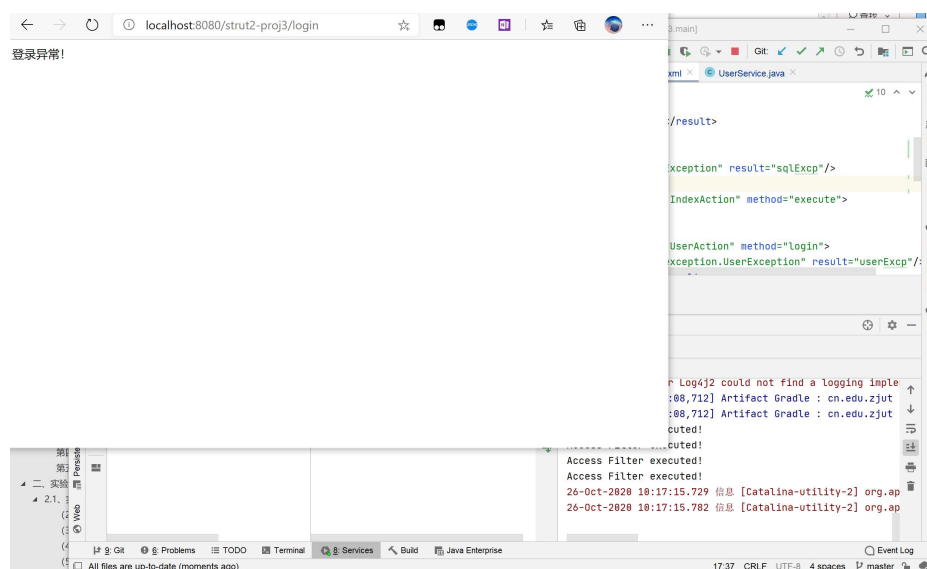 localhost:8080/strut2-proj3/login
登录异常!
3.main]
Git:
xml
UserService.java
10
/result>
xception" result="sqlExcp"/>
IndexAction" method="execute">
UserAction" method="login">
xception.UserException" result="userExcp"/>
r Log4j2 could not find a logging imple
:08,712] Artifact Gradle : cn.edu.zjut
:08,712] Artifact Gradle : cn.edu.zjut
cuted!
cuted!
Access Filter executed!
Access Filter executed!
26-Oct-2020 10:17:15.729 信息 [Catalina-utility-2] org.ap
26-Oct-2020 10:17:15.782 信息 [Catalina-utility-2] org.ap
二、实验
2.1、
Persiste
Web
9: Git
6: Problems
TODO
Terminal
8: Services
Build
Java Enterprise
Event Log
All files are up-to-date (moments ago)
17:37 CRLF UTF-8 4 spaces master